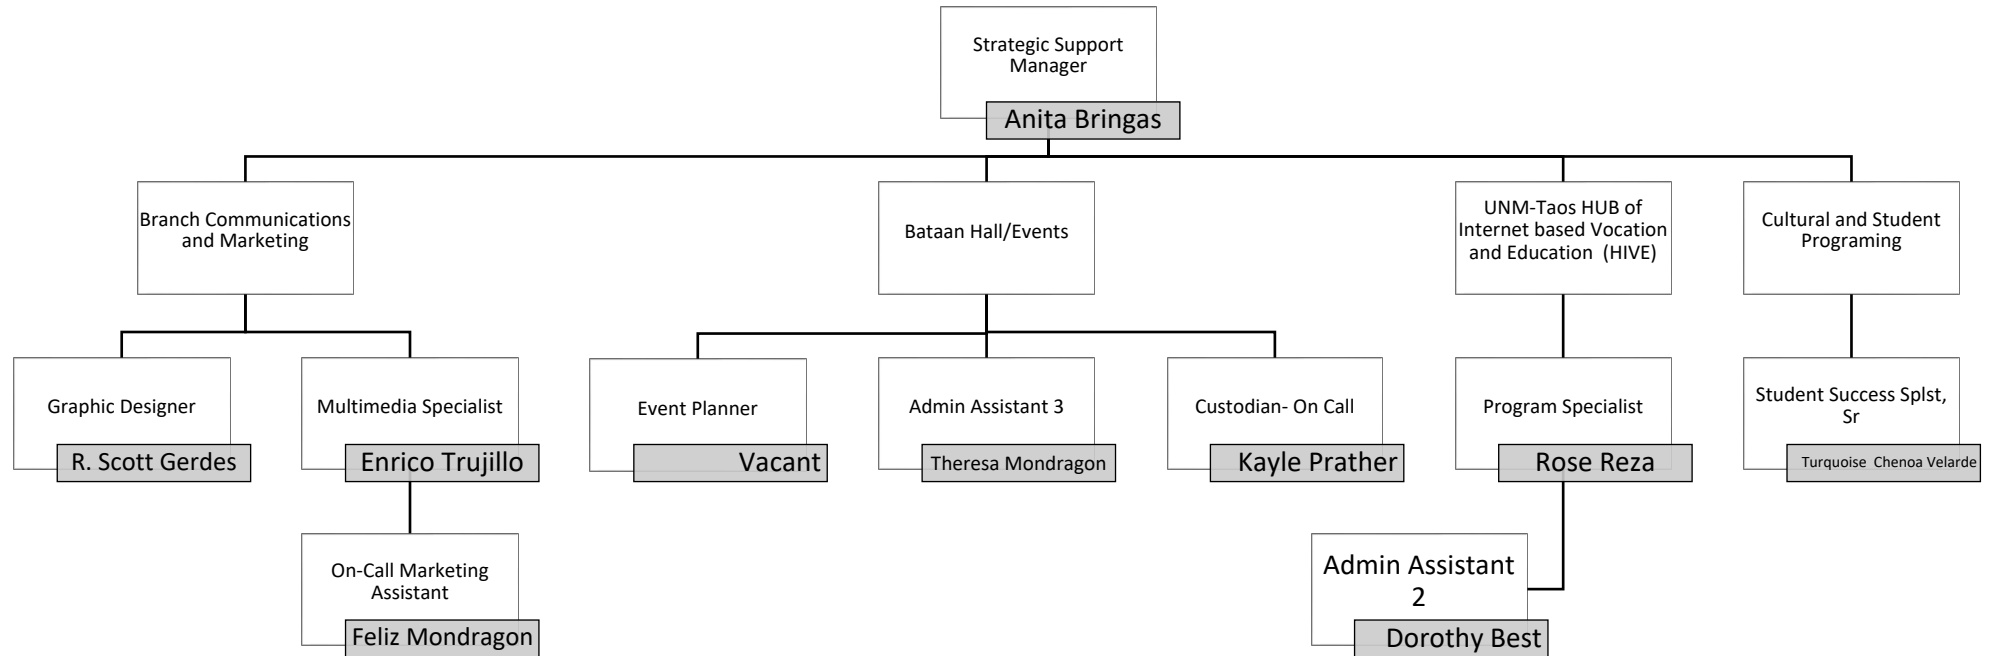 Strategic Support
Manager
Anita Bringas
Branch Communications
and Marketing
Bataan Hall/Events
UNM-Taos HUB of
Internet based Vocation
and Education (HIVE)
Cultural and Student
Programing
Graphic Designer
R. Scott Gerdes
Multimedia Specialist
Enrico Trujillo
Event Planner
Vacant
Admin Assistant 3
Theresa Mondragon
Custodian- On Call
Kayle Prather
Program Specialist
Rose Reza
Student Success Splst,
Sr
Turquoise Chenoa Velarde
On-Call Marketing
Assistant
Feliz Mondragon
Admin Assistant
2
Dorothy Best